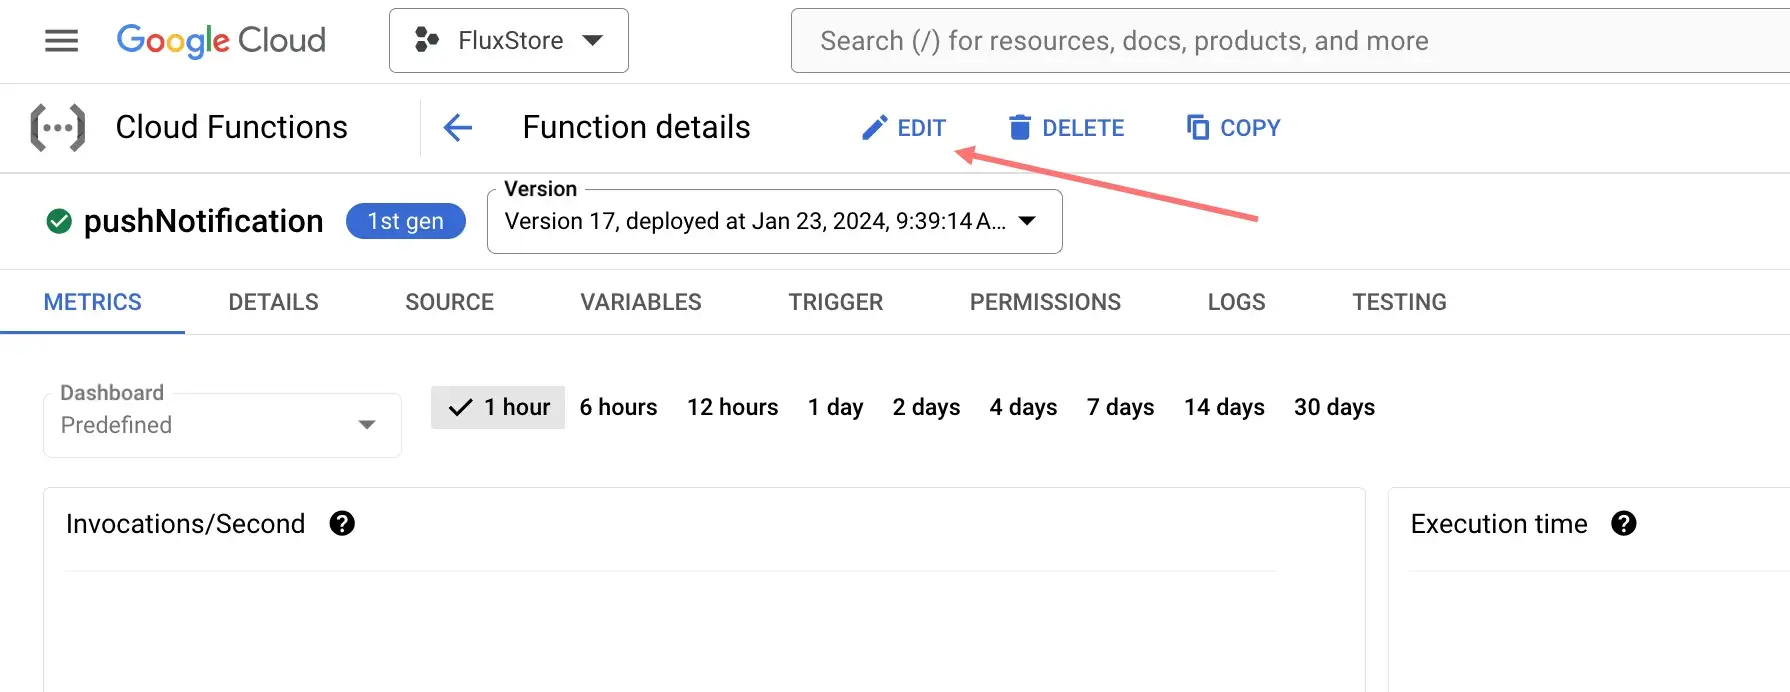 Google Cloud FluxStore Search (/) for resources, docs, products, and more
Cloud Functions Function details EDIT DELETE COPY
Version
pushNotification 1st gen Version 17, deployed at Jan 23, 2024, 9:39:14 A...
METRICS DETAILS SOURCE VARIABLES TRIGGER PERMISSIONS LOGS TESTING
Dashboard
Predefined
1 hour 6 hours 12 hours 1 day 2 days 4 days 7 days 14 days 30 days
Invocations/Second
Execution time